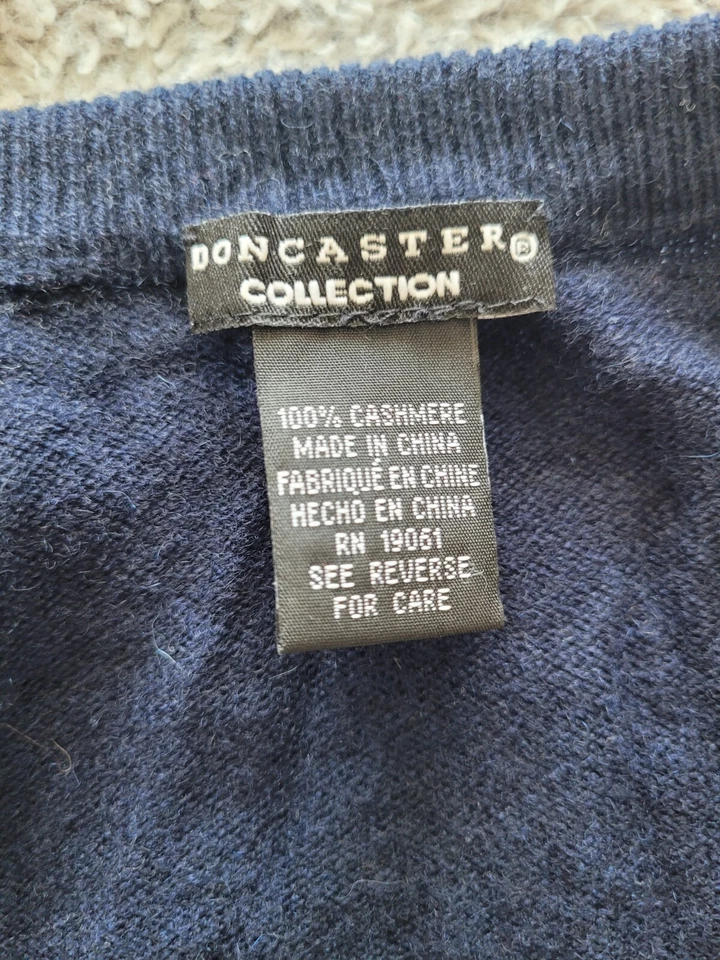 DONCASTER®
COLLECTION
100% CASHMERE
MADE IN CHINA
FABRIQUÉ EN CHINE
HECHO EN CHINA
RN 19061
SEE REVERSE
FOR CARE